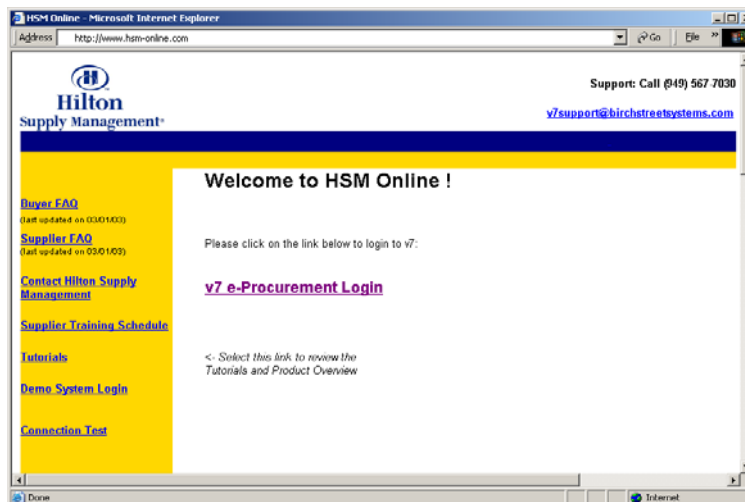 HSM Online - Microsoft Internet Explorer
Address http://www.hsm-online.com Go File »
Hilton
Supply Management
Support: Call (949) 567-7030
v7support@birchstreetsystems.com
Welcome to HSM Online !
Buyer FAQ
(last updated on 03/01/03)
Supplier FAQ
(last updated on 03/01/03)
Please click on the link below to login to v7:
Contact Hilton Supply
Management
v7 e-Procurement Login
Supplier Training Schedule
Tutorials
<- Select this link to review the
Tutorials and Product Overview
Demo System Login
Connection Test
Done Internet